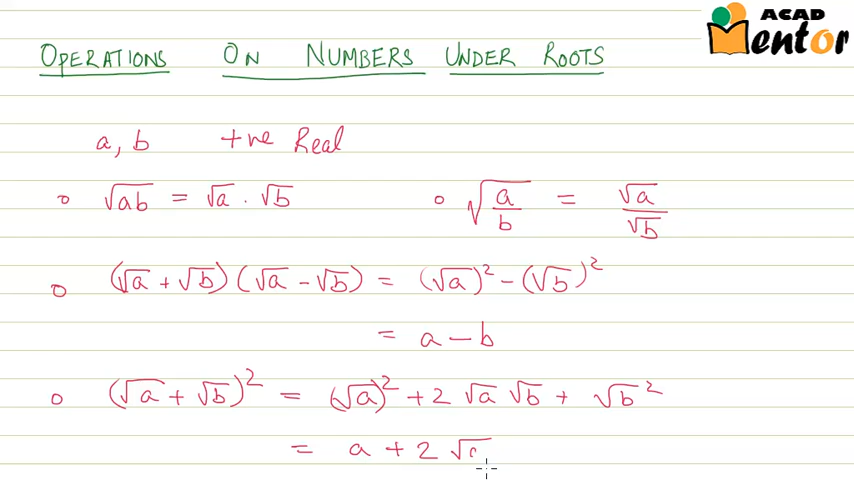 ACAD
Mentor
OPERATIONS ON NUMBERS UNDER ROOTS
a, b +ve Real
√ab = √a . √b
√(a/b) = √a/√b
(√a + √b)(√a − √b) = (√a)² − (√b)²
= a − b
(√a + √b)² = (√a)² + 2 √a √b + √b²
= a + 2 √